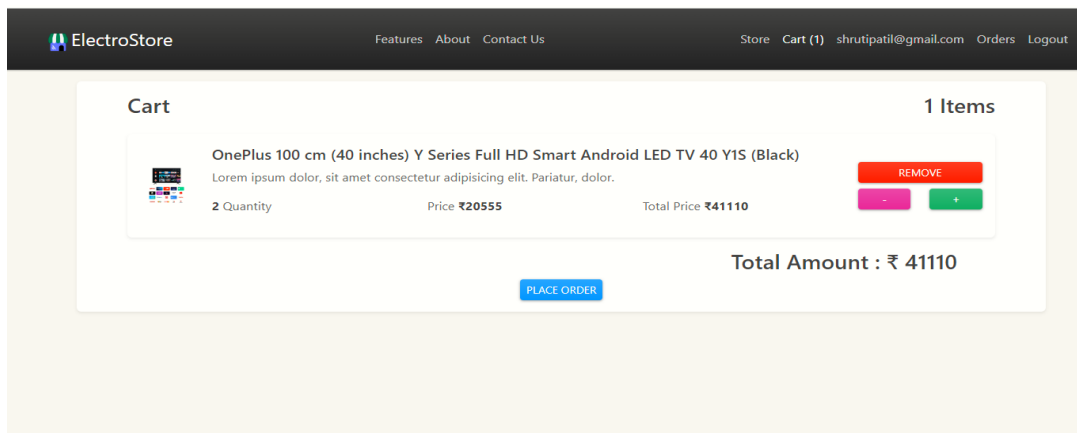 ElectroStore Features About Contact Us Store Cart (1) shrutipatil@gmail.com Orders Logout
Cart 1 Items
OnePlus 100 cm (40 inches) Y Series Full HD Smart Android LED TV 40 Y1S (Black)
REMOVE
Lorem ipsum dolor, sit amet consectetur adipisicing elit. Pariatur, dolor.
2 Quantity Price ₹20555 Total Price ₹41110 - +
Total Amount : ₹ 41110
PLACE ORDER